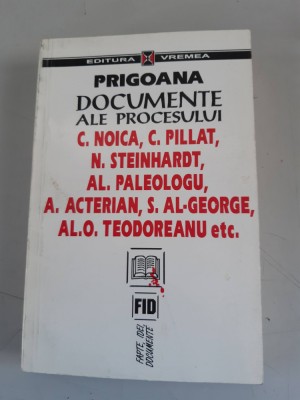 EDITURA VREMEA
PRIGOANA
DOCUMENTE
ALE PROCESULUI
C. NOICA, C. PILLAT,
N. STEINHARDT,
AL. PALEOLOGU,
A. ACTERIAN, S. AL-GEORGE,
AL.O. TEODOREANU etc.
FID
FAPTE, IDEI,
DOCUMENTE